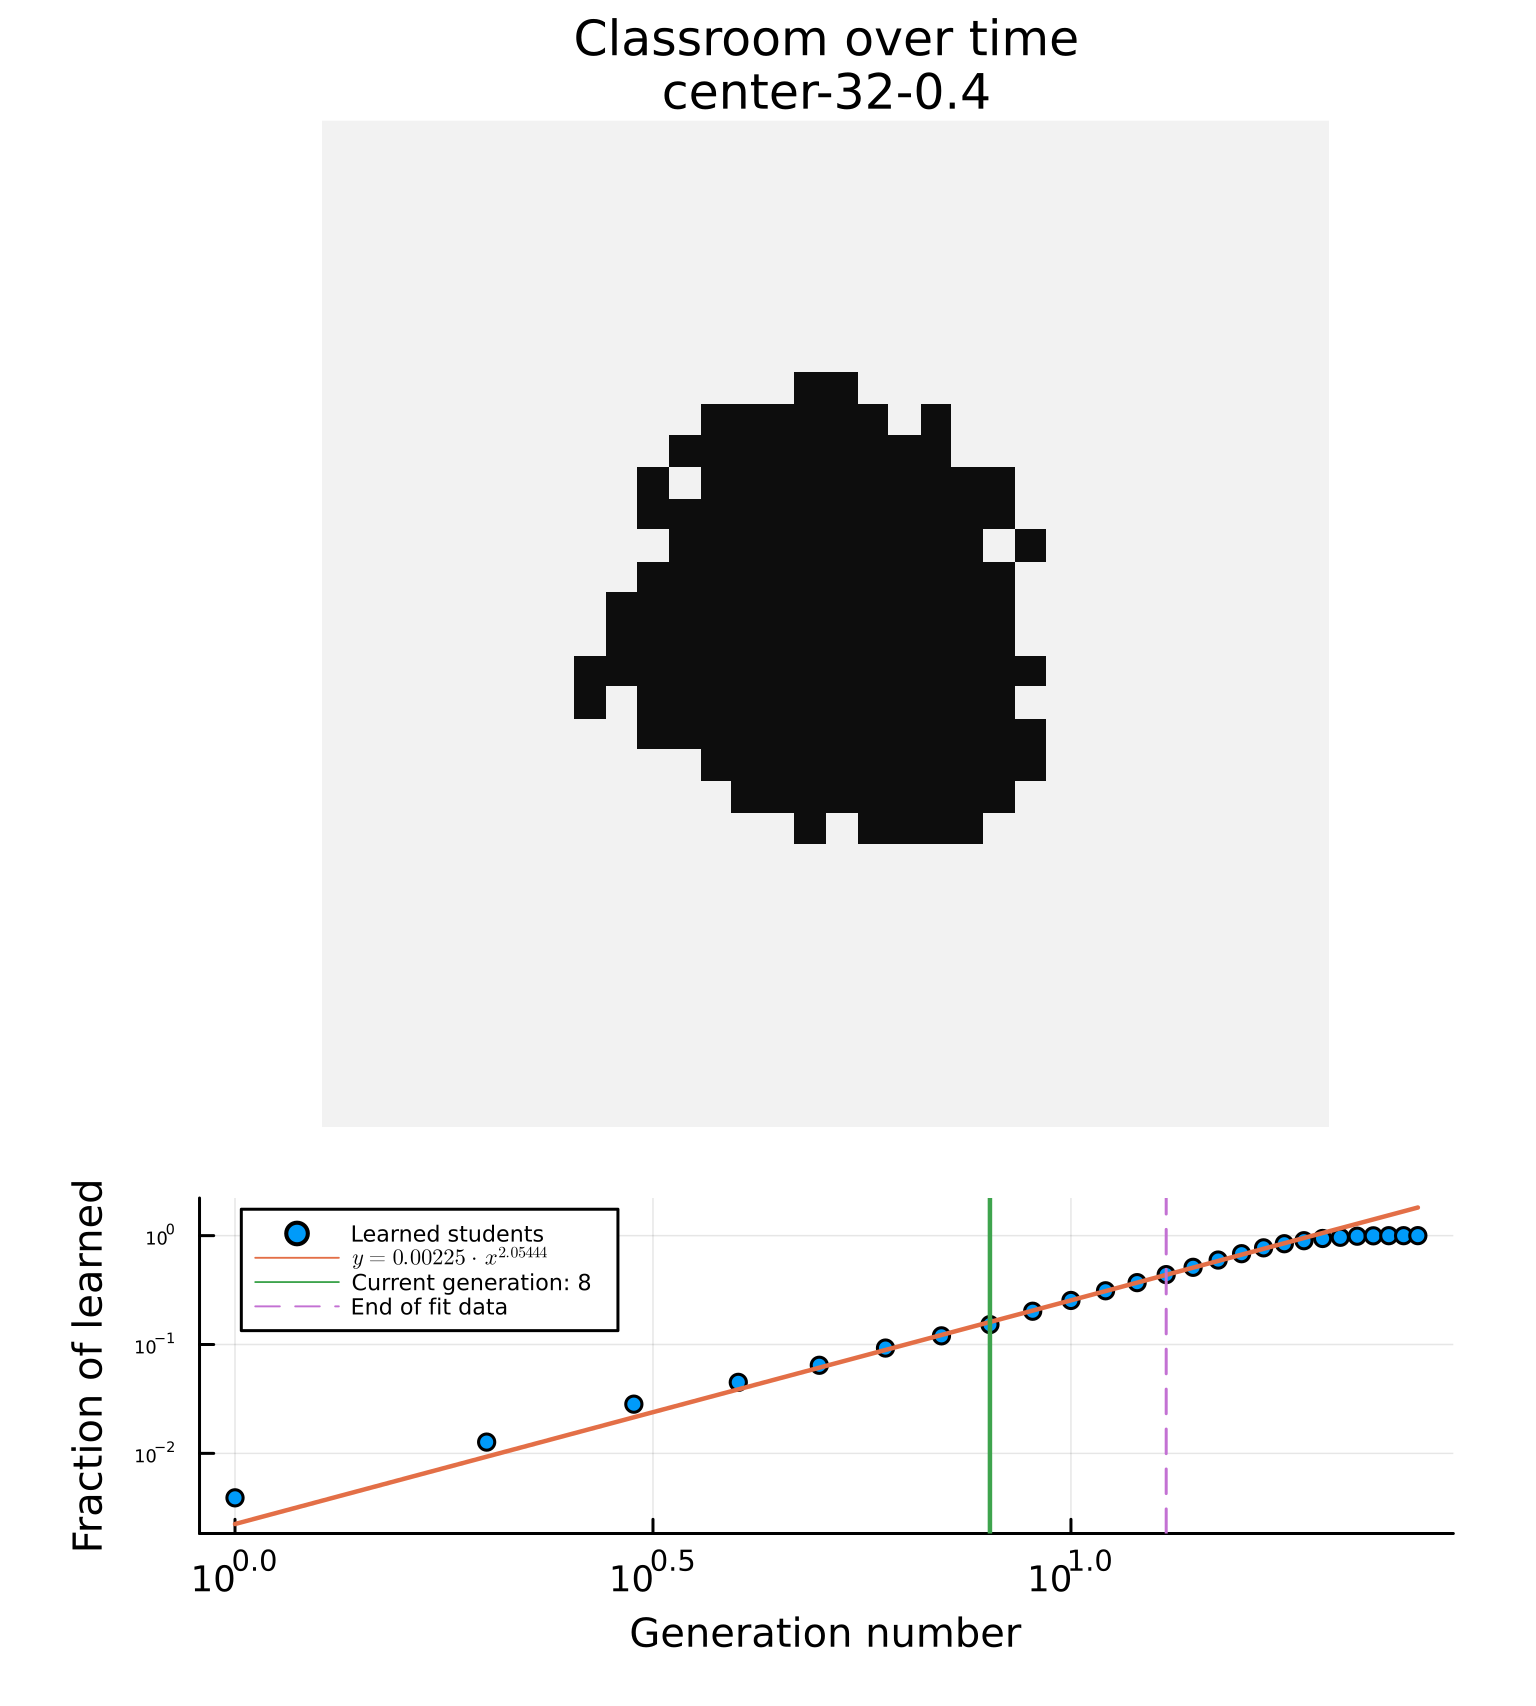 Classroom over time
center-32-0.4
Fraction of learned
10^0
10^-1
10^-2
Learned students
y = 0.00225 · x^2.05444
Current generation: 8
End of fit data
10^0.0
10^0.5
10^1.0
Generation number